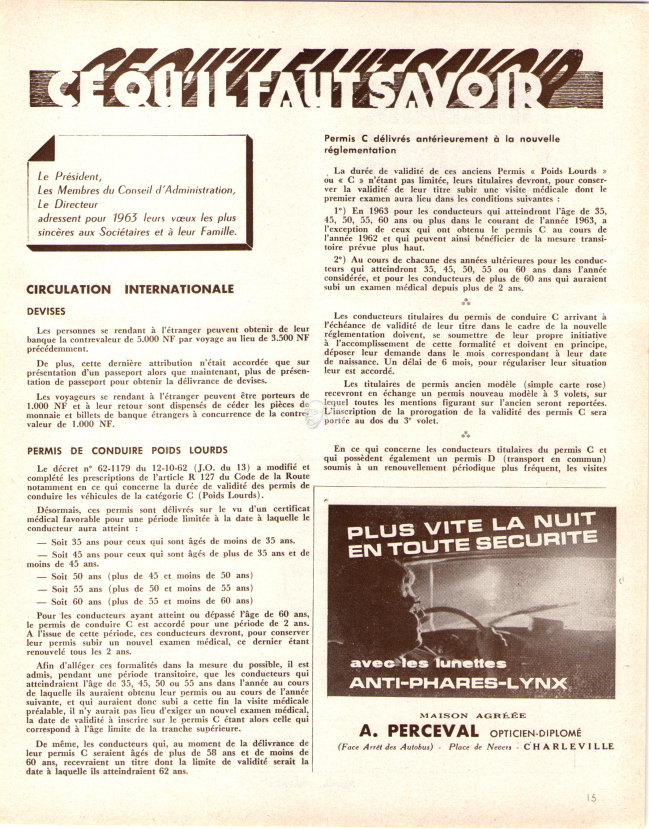 CE QU'IL FAUT SAVOIR
Le Président,
Les Membres du Conseil d'Administration,
Le Directeur
adressent pour 1963 leurs vœux les plus
sincères aux Sociétaires et à leur Famille.
CIRCULATION INTERNATIONALE
DEVISES
Les personnes se rendant à l'étranger peuvent obtenir de leur
banque la contrevaleur de 5.000 NF par voyage au lieu de 3.500 NF
précédemment.
De plus, cette dernière attribution n'était accordée que sur
présentation d'un passeport alors que maintenant, plus de présen-
tation de passeport pour obtenir la délivrance de devises.
Les voyageurs se rendant à l'étranger peuvent être porteurs de
1.000 NF et à leur retour sont dispensés de céder les pièces de
monnaie et billets de banque étrangers à concurrence de la contre-
valeur de 1.000 NF.
PERMIS DE CONDUIRE POIDS LOURDS
Le décret n° 62-1179 du 12-10-62 (J.O. du 13) a modifié et
complété les prescriptions de l'article R 127 du Code de la Route
notamment en ce qui concerne la durée de validité des permis de
conduire les véhicules de la catégorie C (Poids Lourds).
Désormais, ces permis sont délivrés sur le vu d'un certificat
médical favorable pour une période limitée à la date à laquelle le
conducteur aura atteint :
— Soit 35 ans pour ceux qui sont âgés de moins de 35 ans.
— Soit 45 ans pour ceux qui sont âgés de plus de 35 ans et de
moins de 45 ans.
— Soit 50 ans (plus de 45 et moins de 50 ans)
— Soit 55 ans (plus de 50 et moins de 55 ans)
— Soit 60 ans (plus de 55 et moins de 60 ans)
Pour les conducteurs ayant atteint ou dépassé l'âge de 60 ans,
le permis de conduire C est accordé pour une période de 2 ans.
A l'issue de cette période, ces conducteurs devront, pour conserver
leur permis subir un nouvel examen médical, ce dernier étant
renouvelé tous les 2 ans.
Afin d'alléger ces formalités dans la mesure du possible, il est
admis, pendant une période transitoire, que les conducteurs qui
atteindraient l'âge de 35, 45, 50 ou 55 ans dans l'année au cours
de laquelle ils auraient obtenu leur permis ou au cours de l'année
suivante, et qui auraient donc subi a cette fin la visite médicale
préalable, il n'y aurait pas lieu d'exiger un nouvel examen médical,
la date de validité à inscrire sur le permis C étant alors celle qui
correspond à l'âge limite de la tranche supérieure.
De même, les conducteurs qui, au moment de la délivrance de
leur permis C seraient âgés de plus de 58 ans et de moins de
60 ans, recevraient un titre dont la limite de validité serait la
date à laquelle ils atteindraient 62 ans.
Permis C délivrés antérieurement à la nouvelle
réglementation
La durée de validité de ces anciens Permis « Poids Lourds »
ou « C » n'étant pas limitée, leurs titulaires devront, pour conser-
ver la validité de leur titre subir une visite médicale dont le
premier examen aura lieu dans les conditions suivantes :
1°) En 1963 pour les conducteurs qui atteindront l'âge de 35,
45, 50, 55, 60 ans ou plus dans le courant de l'année 1963, a
l'exception de ceux qui ont obtenu le permis C au cours de
l'année 1962 et qui peuvent ainsi bénéficier de la mesure transi-
toire prévue plus haut.
2°) Au cours de chacune des années ultérieures pour les conduc-
teurs qui atteindront 35, 45, 50, 55 ou 60 ans dans l'année
considérée, et pour les conducteurs de plus de 60 ans qui auraient
subi un examen médical depuis plus de 2 ans.
Les conducteurs titulaires du permis de conduire C arrivant à
l'échéance de validité de leur titre dans le cadre de la nouvelle
réglementation doivent, se soumettre de leur propre initiative
à l'accomplissement de cette formalité et doivent en principe,
déposer leur demande dans le mois correspondant à leur date
de naissance. Un délai de 6 mois, pour régulariser leur situation
leur est accordé.
Les titulaires de permis ancien modèle (simple carte rose)
recevront en échange un permis nouveau modèle à 3 volets, sur
lequel toutes les mentions figurant sur l'ancien seront reportées.
L'inscription de la prorogation de la validité des permis C sera
portée au dos du 3e volet.
En ce qui concerne les conducteurs titulaires du permis C et
qui possèdent également un permis D (transport en commun)
soumis à un renouvellement périodique plus fréquent, les visites
PLUS VITE LA NUIT
EN TOUTE SECURITE
avec les lunettes
ANTI-PHARES-LYNX
MAISON AGRÉÉE
A. PERCEVAL OPTICIEN-DIPLOMÉ
(Face Arrêt des Autobus) - Place de Nevers - CHARLEVILLE
15